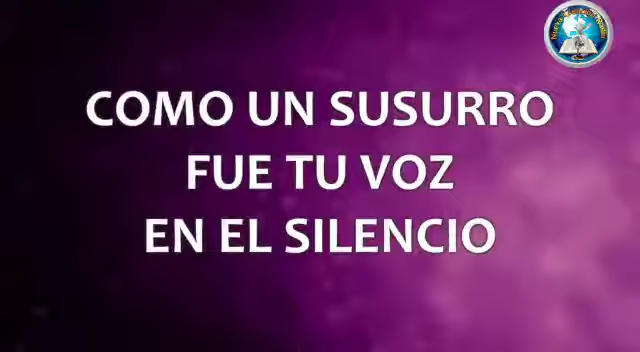 COMO UN SUSURRO
FUE TU VOZ
EN EL SILENCIO